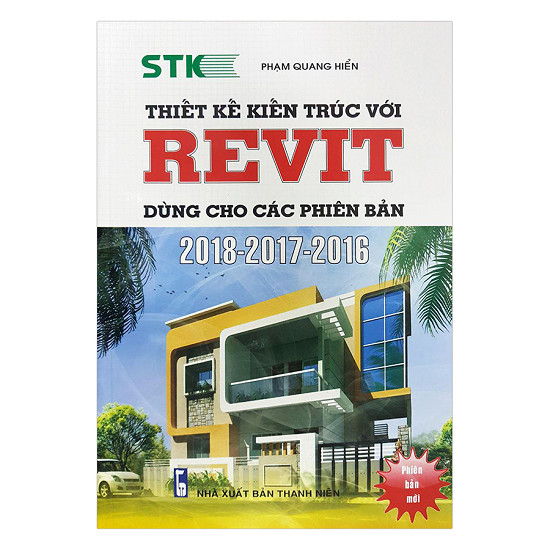 STK
PHẠM QUANG HIỂN
THIẾT KẾ KIẾN TRÚC VỚI
REVIT
DÙNG CHO CÁC PHIÊN BẢN
2018-2017-2016
Phiên
bản
mới
NHÀ XUẤT BẢN THANH NIÊN